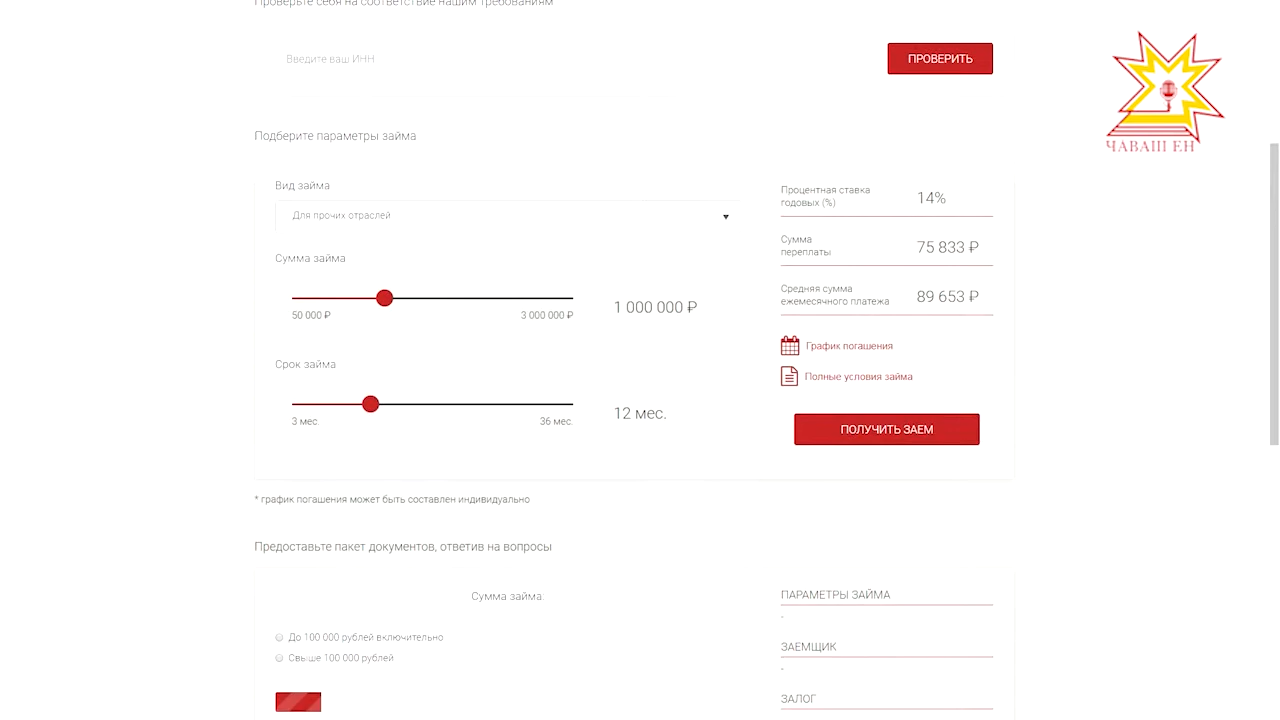 Проверьте себя на соответствие нашим требованиям
Введите ваш ИНН
ПРОВЕРИТЬ
ЧАВАШ ЕН
Подберите параметры займа
Вид займа
Для прочих отраслей
Сумма займа
50 000 ₽
3 000 000 ₽
1 000 000 ₽
Срок займа
3 мес.
36 мес.
12 мес.
Процентная ставка
годовых (%)
14%
Сумма
переплаты
75 833 ₽
Средняя сумма
ежемесячного платежа
89 653 ₽
График погашения
Полные условия займа
ПОЛУЧИТЬ ЗАЕМ
* график погашения может быть составлен индивидуально
Предоставьте пакет документов, ответив на вопросы
Сумма займа:
До 100 000 рублей включительно
Свыше 100 000 рублей
ПАРАМЕТРЫ ЗАЙМА
-
ЗАЕМЩИК
-
ЗАЛОГ